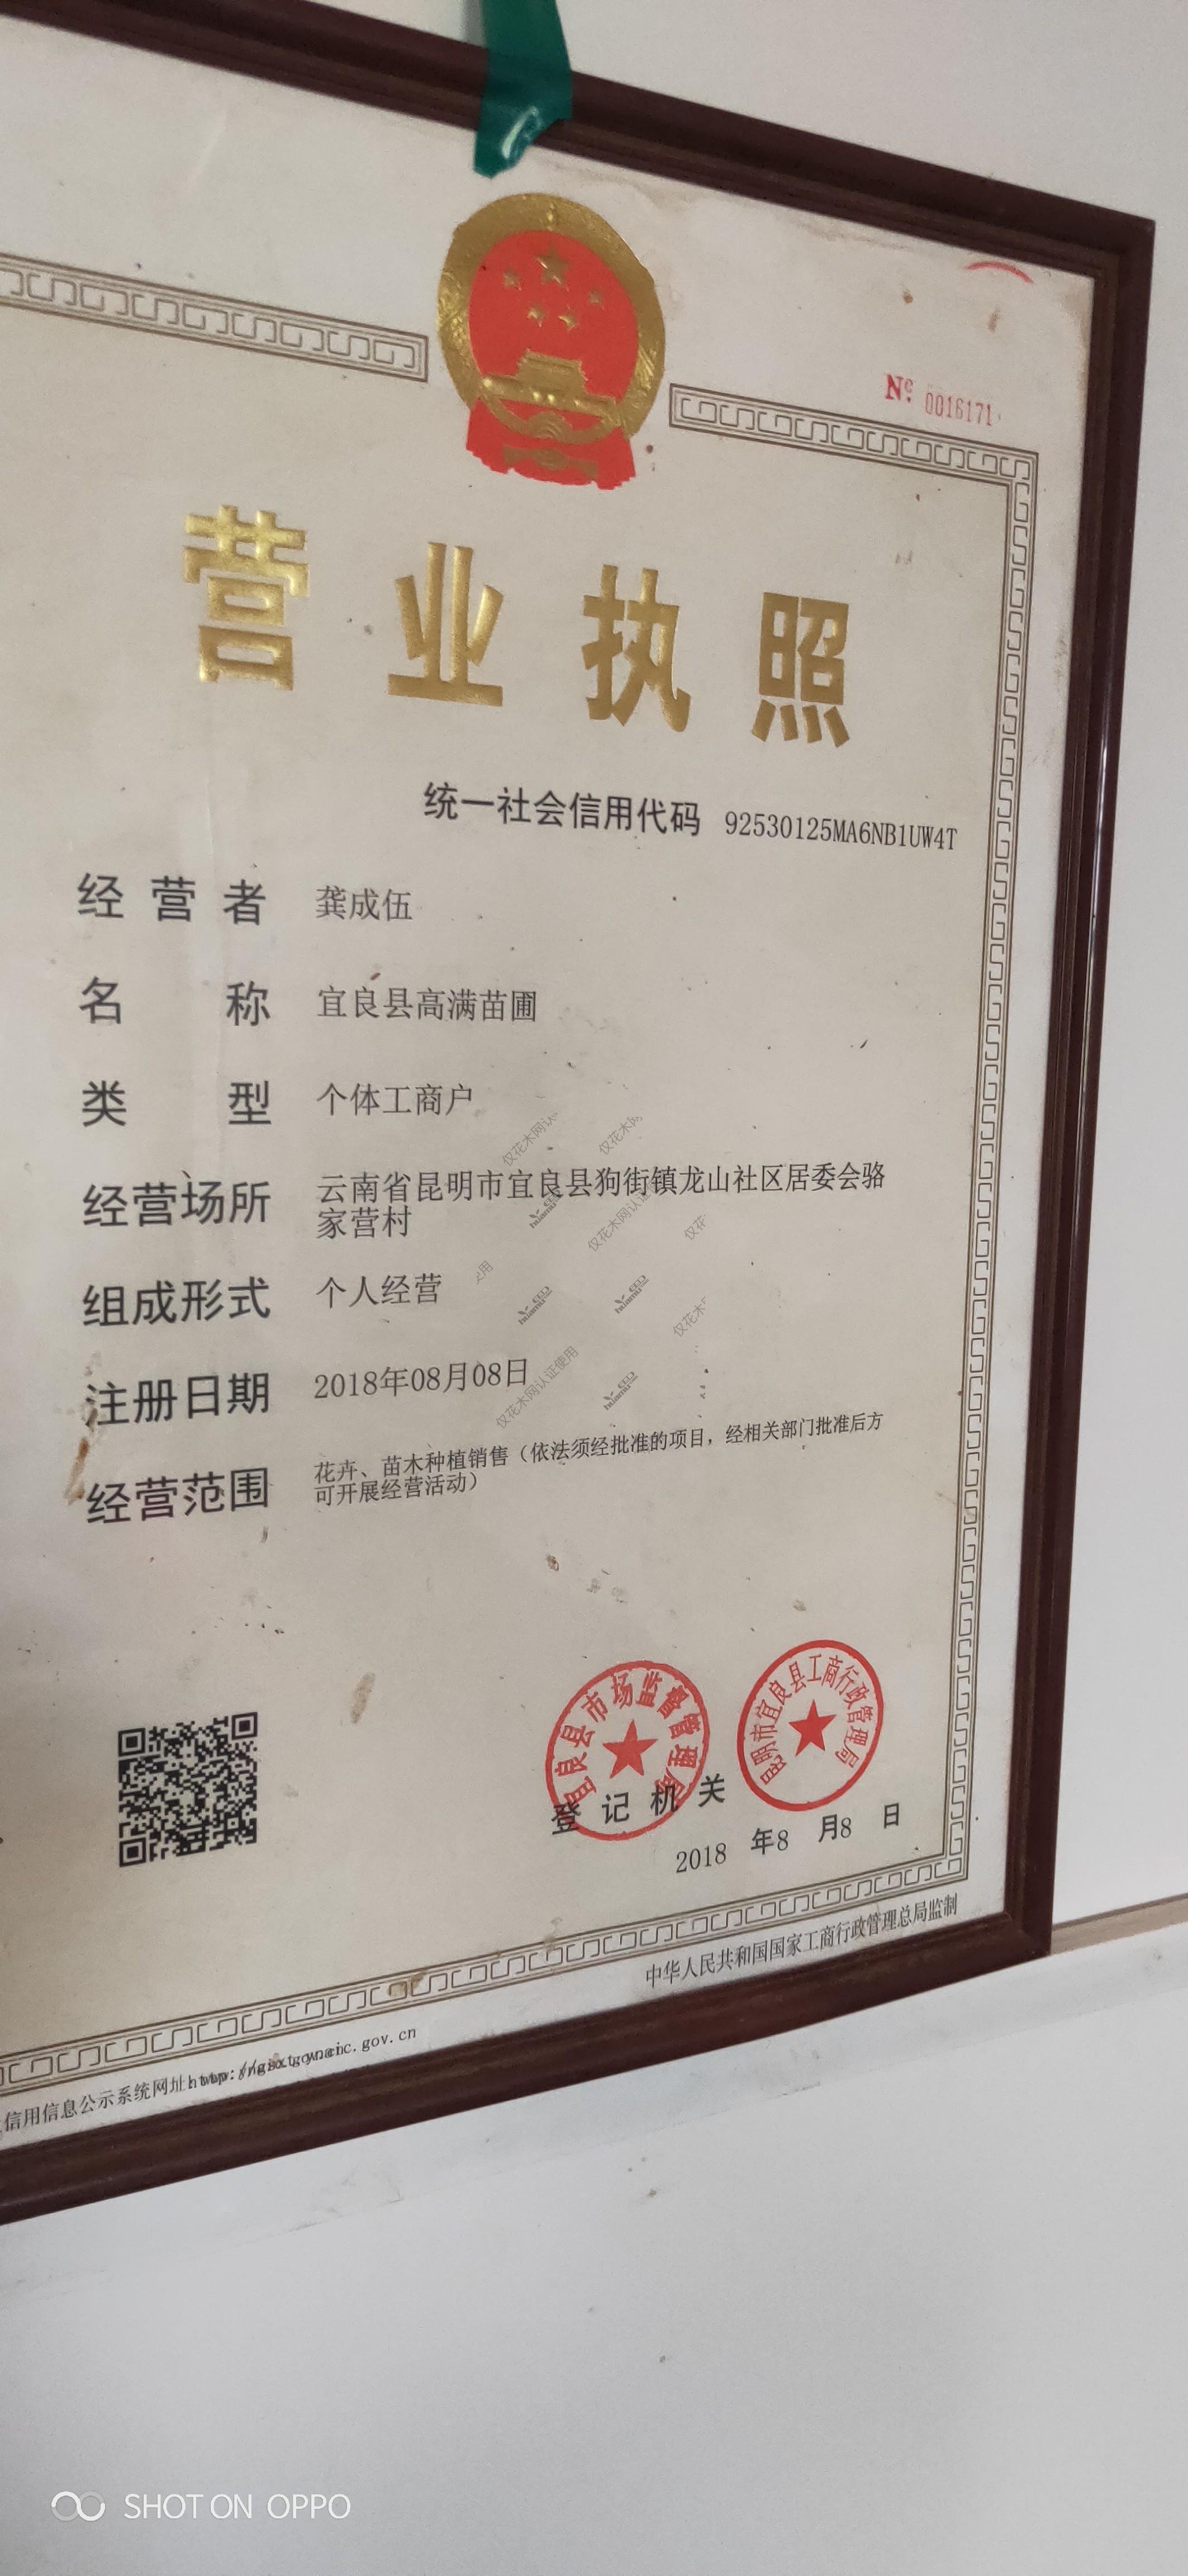 No 0016171
营业执照
统一社会信用代码 92530125MA6NB1UW4T
经营者 龚成伍
名称 宜良县高满苗圃
类型 个体工商户
经营场所 云南省昆明市宜良县狗街镇龙山社区居委会骆
家营村
组成形式 个人经营
注册日期 2018年08月08日
经营范围 花卉、苗木种植销售（依法须经批准的项目，经相关部门批准后方
可开展经营活动）
仅花木网认证使用
huamu
宜良县市场监督管理局
昆明市宜良县工商行政管理局
登记机关
2018 年8 月8 日
信用信息公示系统网址:
中华人民共和国国家工商行政管理总局监制
SHOT ON OPPO